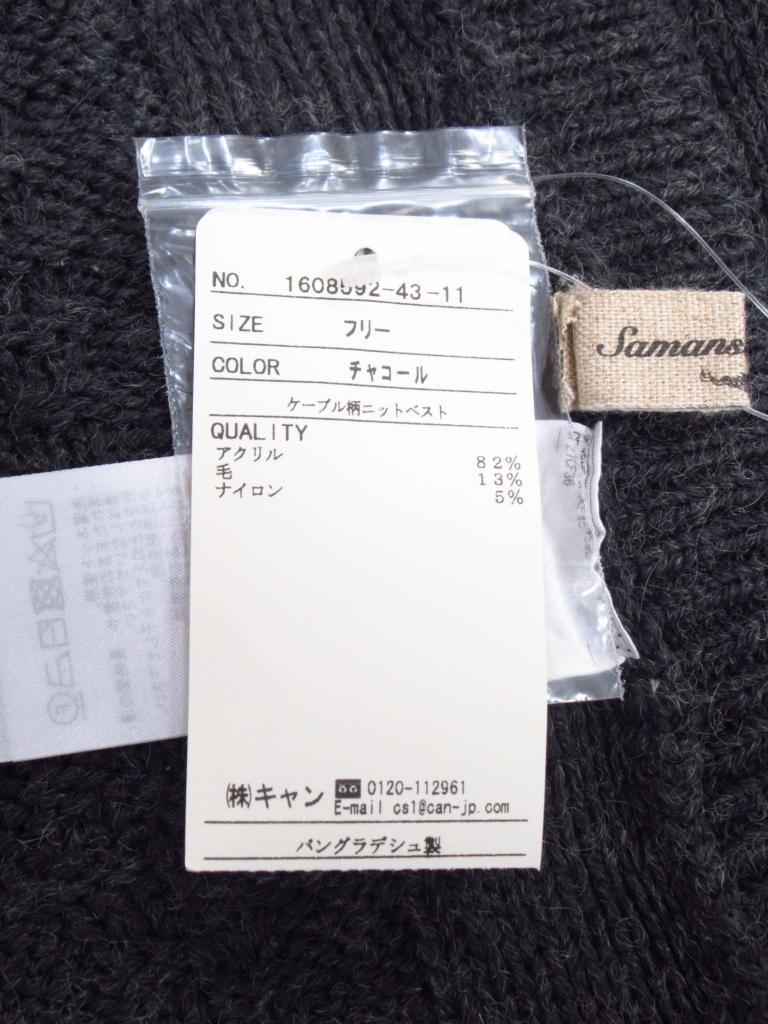 NO. 1608592-43-11
SIZE フリー
COLOR チャコール
ケーブル柄ニットベスト
QUALITY
アクリル 82%
毛 13%
ナイロン 5%
㈱キャン 0120-112961
E-mail cs1@can-jp.com
バングラデシュ製
Samans